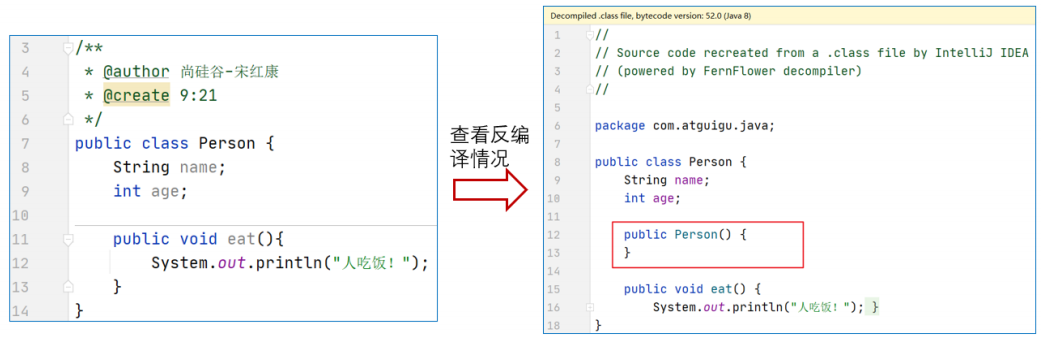 3 /**
4 * @author 尚硅谷-宋红康
5 * @create 9:21
6 */
7 public class Person {
8 String name;
9 int age;
10
11 public void eat(){
12 System.out.println("人吃饭！");
13 }
14 }
查看反编
译情况
Decompiled .class file, bytecode version: 52.0 (Java 8)
1 //
2 // Source code recreated from a .class file by IntelliJ IDEA
3 // (powered by FernFlower decompiler)
4 //
5
6 package com.atguigu.java;
7
8 public class Person {
9 String name;
10 int age;
11
12 public Person() {
13 }
14
15 public void eat() {
16 System.out.println("人吃饭！"); }
18 }